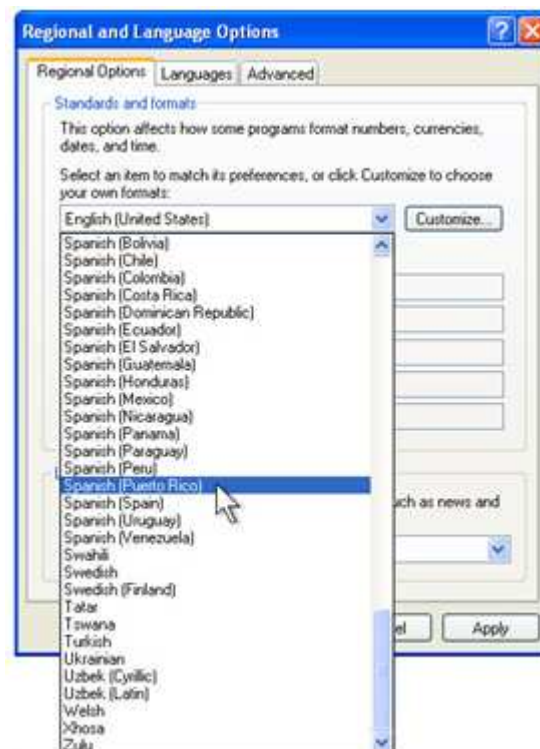 Regional and Language Options
Regional Options
Languages
Advanced
Standards and formats
This option affects how some programs format numbers, currencies,
dates, and time.
Select an item to match its preferences, or click Customize to choose
your own formats:
English (United States)
Customize...
Spanish (Bolivia)
Spanish (Chile)
Spanish (Colombia)
Spanish (Costa Rica)
Spanish (Dominican Republic)
Spanish (Ecuador)
Spanish (El Salvador)
Spanish (Guatemala)
Spanish (Honduras)
Spanish (Mexico)
Spanish (Nicaragua)
Spanish (Panama)
Spanish (Paraguay)
Spanish (Peru)
Spanish (Puerto Rico)
Spanish (Spain)
uch as news and
Spanish (Uruguay)
Spanish (Venezuela)
Swahili
Swedish
Swedish (Finland)
Tatar
Tswana
el
Apply
Turkish
Ukrainian
Uzbek (Cyrillic)
Uzbek (Latin)
Welsh
Xhosa
Zulu